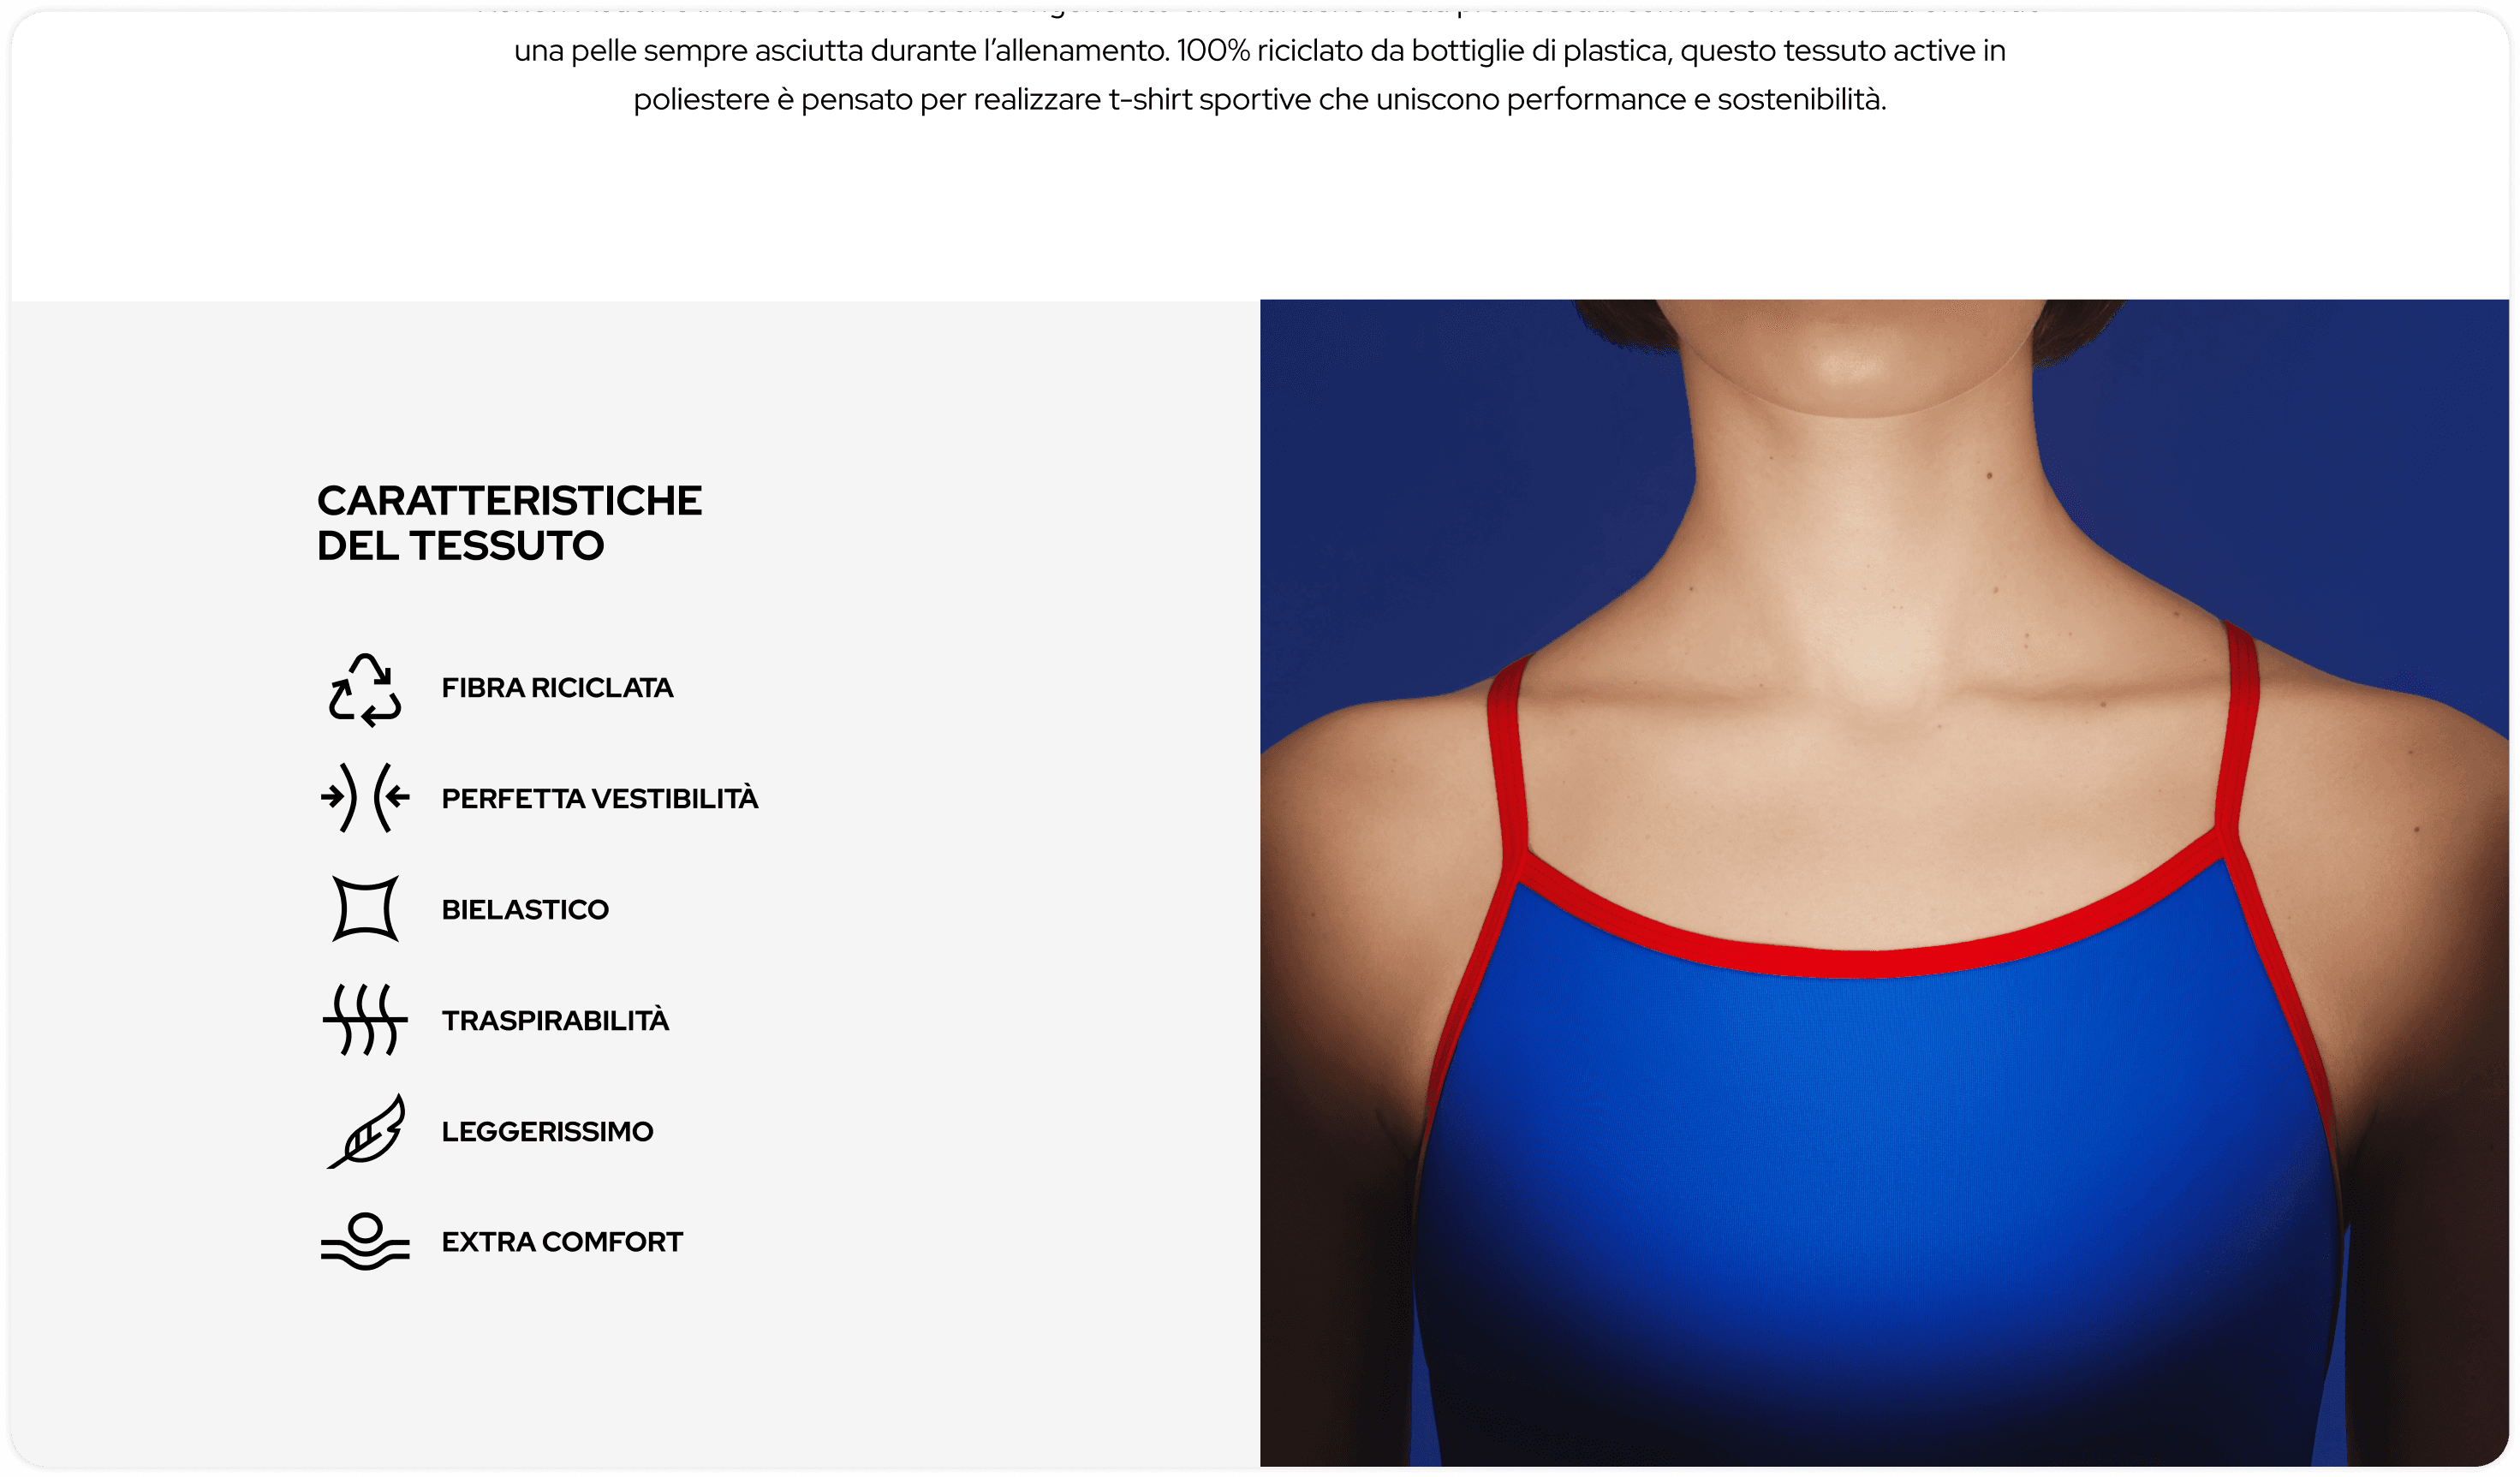 una pelle sempre asciutta durante l’allenamento. 100% riciclato da bottiglie di plastica, questo tessuto active in
poliestere è pensato per realizzare t-shirt sportive che uniscono performance e sostenibilità.
CARATTERISTICHE
DEL TESSUTO
FIBRA RICICLATA
PERFETTA VESTIBILITÀ
BIELASTICO
TRASPIRABILITÀ
LEGGERISSIMO
EXTRA COMFORT